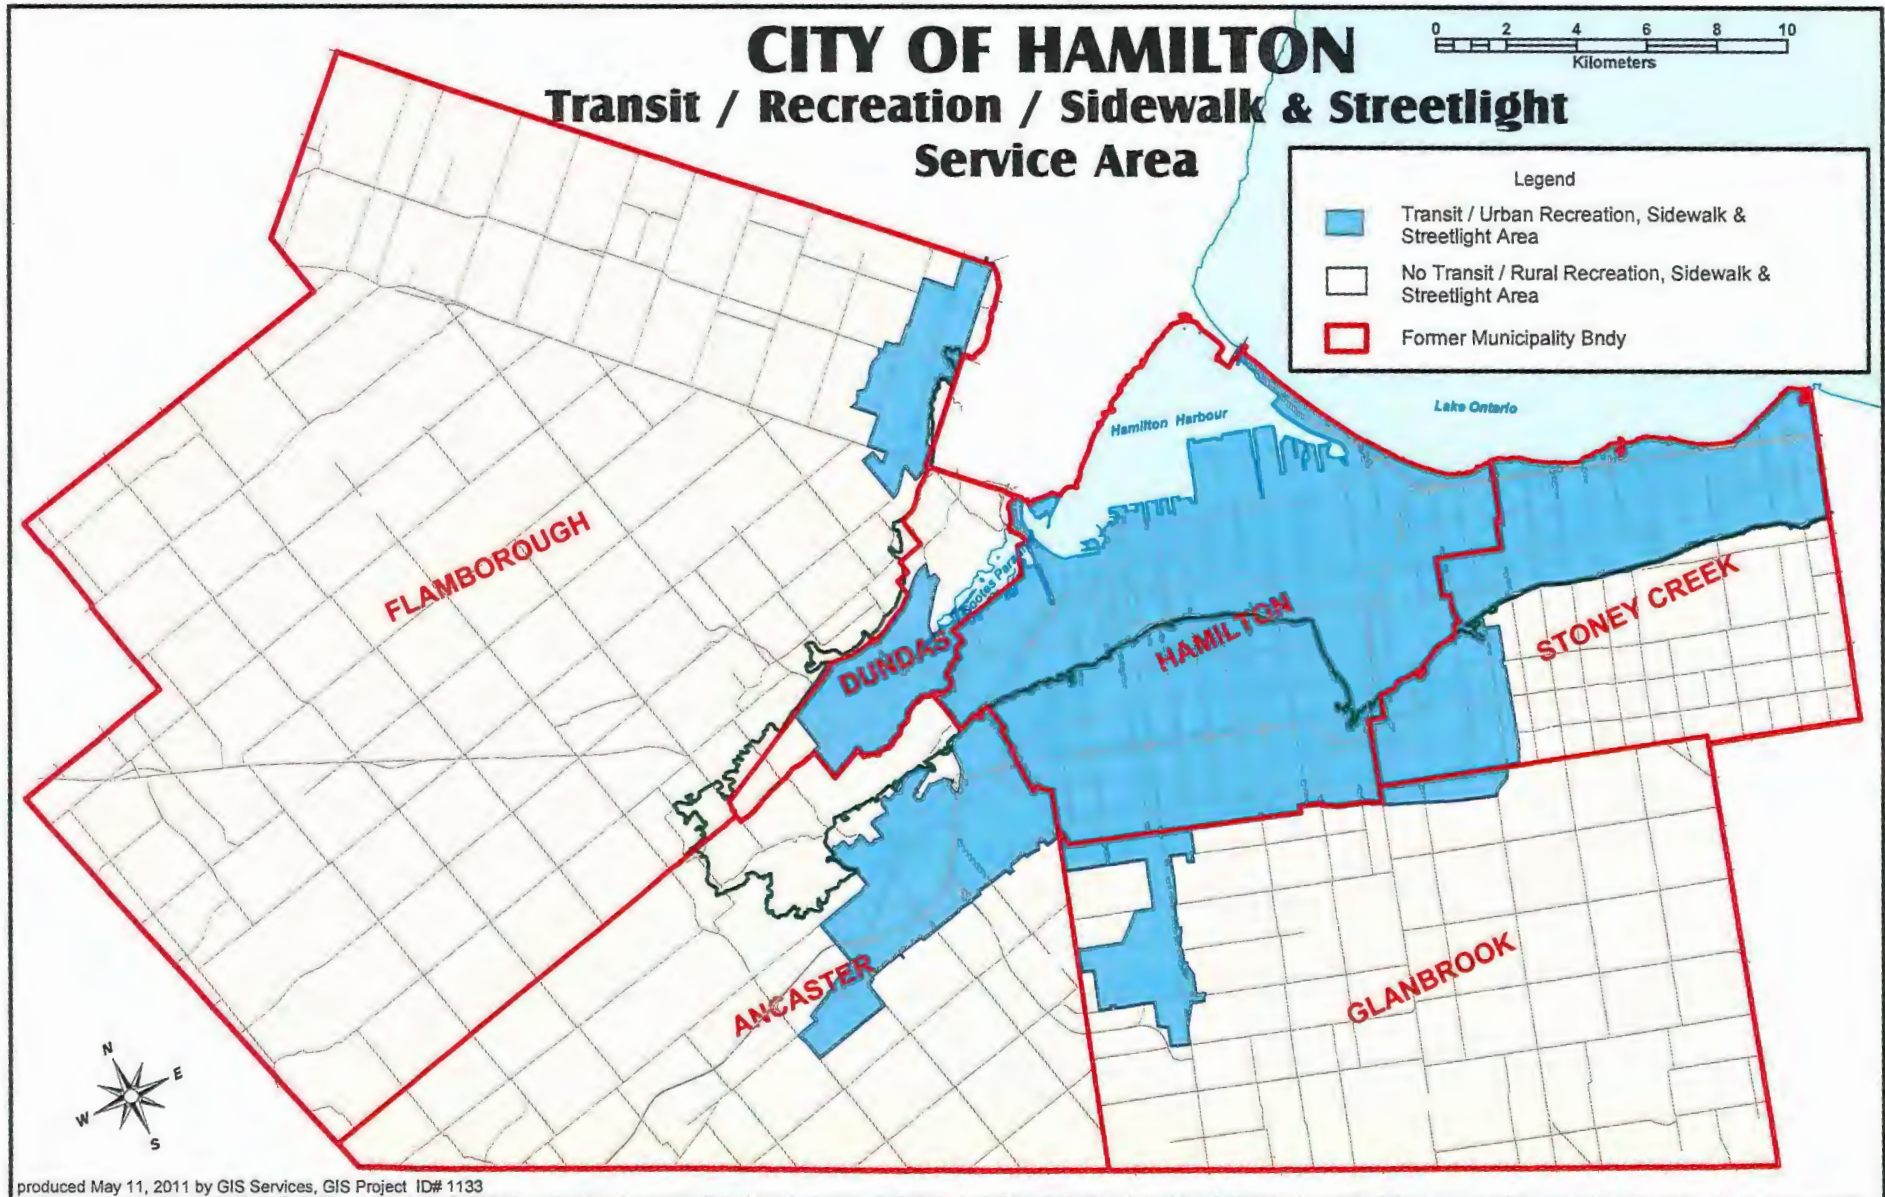 CITY OF HAMILTON
Transit / Recreation / Sidewalk & Streetlight
Service Area
0 2 4 6 8 10
Kilometers
Legend
Transit / Urban Recreation, Sidewalk &
Streetlight Area
No Transit / Rural Recreation, Sidewalk &
Streetlight Area
Former Municipality Bndy
Lake Ontario
Hamilton Harbour
Cootes Paradise
FLAMBOROUGH
DUNDAS
HAMILTON
STONEY CREEK
ANCASTER
GLANBROOK
N
E
W
S
produced May 11, 2011 by GIS Services, GIS Project ID# 1133